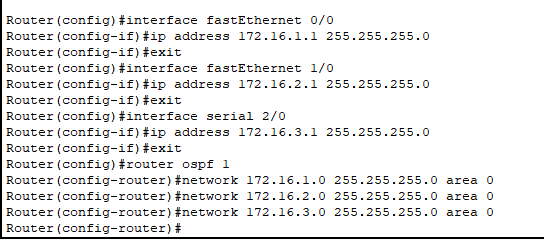 Router(config)#interface fastEthernet 0/0
Router(config-if)#ip address 172.16.1.1 255.255.255.0
Router(config-if)#exit
Router(config)#interface fastEthernet 1/0
Router(config-if)#ip address 172.16.2.1 255.255.255.0
Router(config-if)#exit
Router(config)#interface serial 2/0
Router(config-if)#ip address 172.16.3.1 255.255.255.0
Router(config-if)#exit
Router(config)#router ospf 1
Router(config-router)#network 172.16.1.0 255.255.255.0 area 0
Router(config-router)#network 172.16.2.0 255.255.255.0 area 0
Router(config-router)#network 172.16.3.0 255.255.255.0 area 0
Router(config-router)#